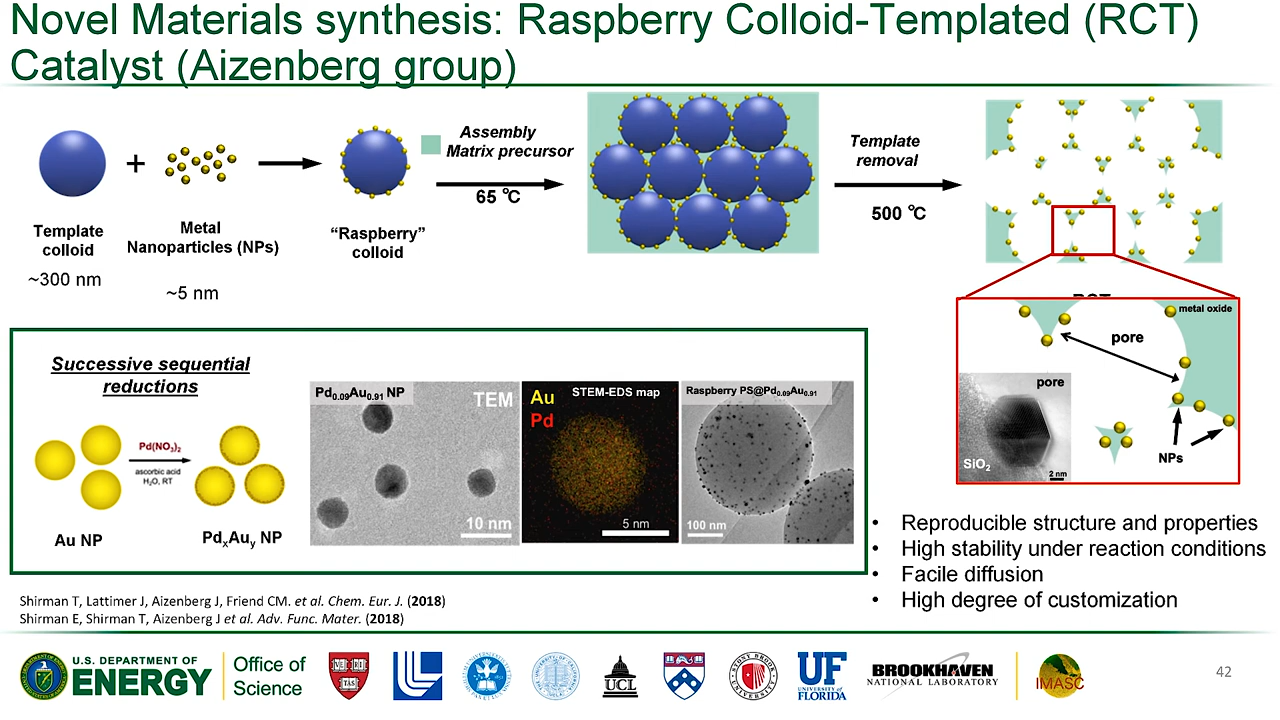 Novel Materials synthesis: Raspberry Colloid-Templated (RCT)
Catalyst (Aizenberg group)
+
Template
colloid
~300 nm
Metal
Nanoparticles (NPs)
~5 nm
“Raspberry”
colloid
Assembly
Matrix precursor
65 °C
Template
removal
500 °C
metal oxide
pore
pore
SiO2
2 nm
NPs
Successive sequential
reductions
Pd(NO3)2
ascorbic acid
H2O, RT
Au NP
PdxAuy NP
Pd0.09Au0.91 NP
TEM
10 nm
Au
Pd
STEM-EDS map
5 nm
Raspberry PS@Pd0.09Au0.91
100 nm
• Reproducible structure and properties
• High stability under reaction conditions
• Facile diffusion
• High degree of customization
Shirman T, Lattimer J, Aizenberg J, Friend CM. et al. Chem. Eur. J. (2018)
Shirman E, Shirman T, Aizenberg J et al. Adv. Func. Mater. (2018)
U.S. DEPARTMENT OF
ENERGY
Office of
Science
VE RI
TAS
UCL
UF
UNIVERSITY of
FLORIDA
BROOKHAVEN
NATIONAL LABORATORY
IMASC
42